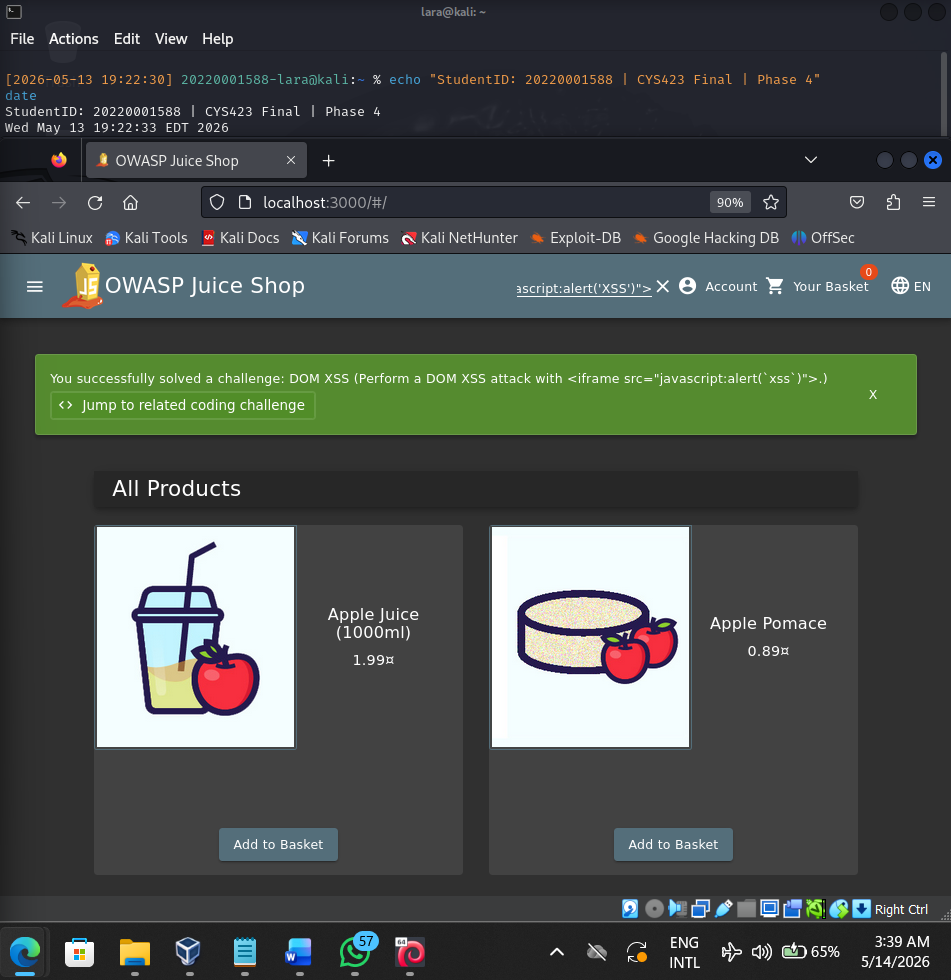 lara@kali: ~
File Actions Edit View Help
[2026-05-13 19:22:30] 20220001588-lara@kali:~ % echo "StudentID: 20220001588 | CYS423 Final | Phase 4"
date
StudentID: 20220001588 | CYS423 Final | Phase 4
Wed May 13 19:22:33 EDT 2026
OWASP Juice Shop
localhost:3000/#/ 90%
Kali Linux Kali Tools Kali Docs Kali Forums Kali NetHunter Exploit-DB Google Hacking DB OffSec
JS OWASP Juice Shop ascript:alert('XSS')"> Account Your Basket 0 EN
You successfully solved a challenge: DOM XSS (Perform a DOM XSS attack with <iframe src="javascript:alert(`xss`)">.)
<> Jump to related coding challenge
X
All Products
Apple Juice
(1000ml)
1.99¤
Apple Pomace
0.89¤
Add to Basket
Add to Basket
Right Ctrl
57
64
ENG
INTL
65%
3:39 AM
5/14/2026